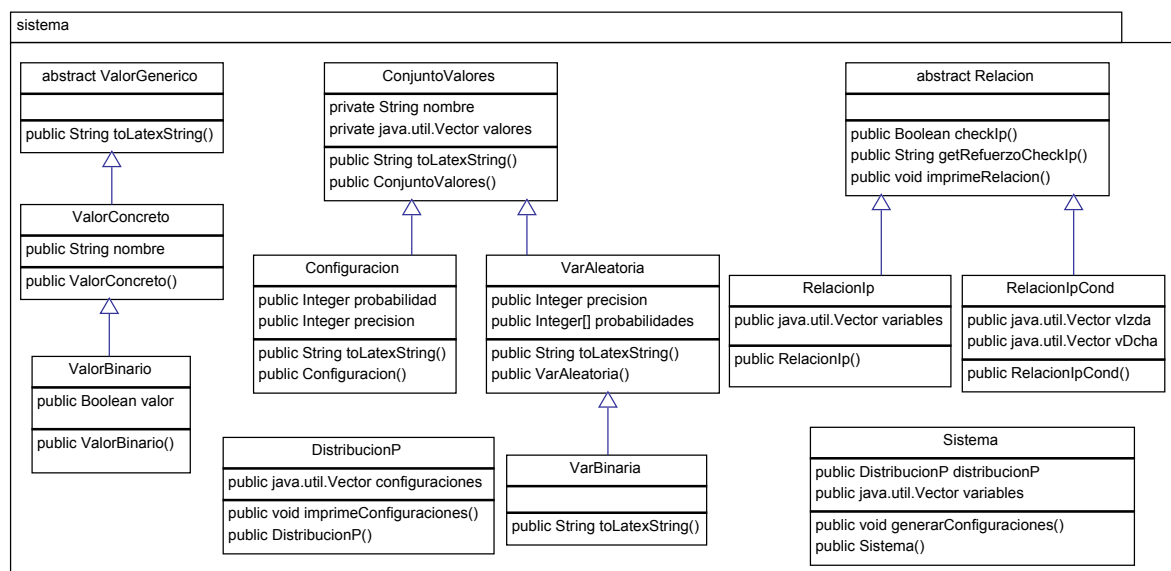 sistema
abstract ValorGenerico
public String toLatexString()
ValorConcreto
public String nombre
public ValorConcreto()
ValorBinario
public Boolean valor
public ValorBinario()
ConjuntoValores
private String nombre
private java.util.Vector valores
public String toLatexString()
public ConjuntoValores()
Configuracion
public Integer probabilidad
public Integer precision
public String toLatexString()
public Configuracion()
VarAleatoria
public Integer precision
public Integer[] probabilidades
public String toLatexString()
public VarAleatoria()
DistribucionP
public java.util.Vector configuraciones
public void imprimeConfiguraciones()
public DistribucionP()
VarBinaria
public String toLatexString()
abstract Relacion
public Boolean checkIp()
public String getRefuerzoCheckIp()
public void imprimeRelacion()
RelacionIp
public java.util.Vector variables
public RelacionIp()
RelacionIpCond
public java.util.Vector vIzda
public java.util.Vector vDcha
public RelacionIpCond()
Sistema
public DistribucionP distribucionP
public java.util.Vector variables
public void generarConfiguraciones()
public Sistema()